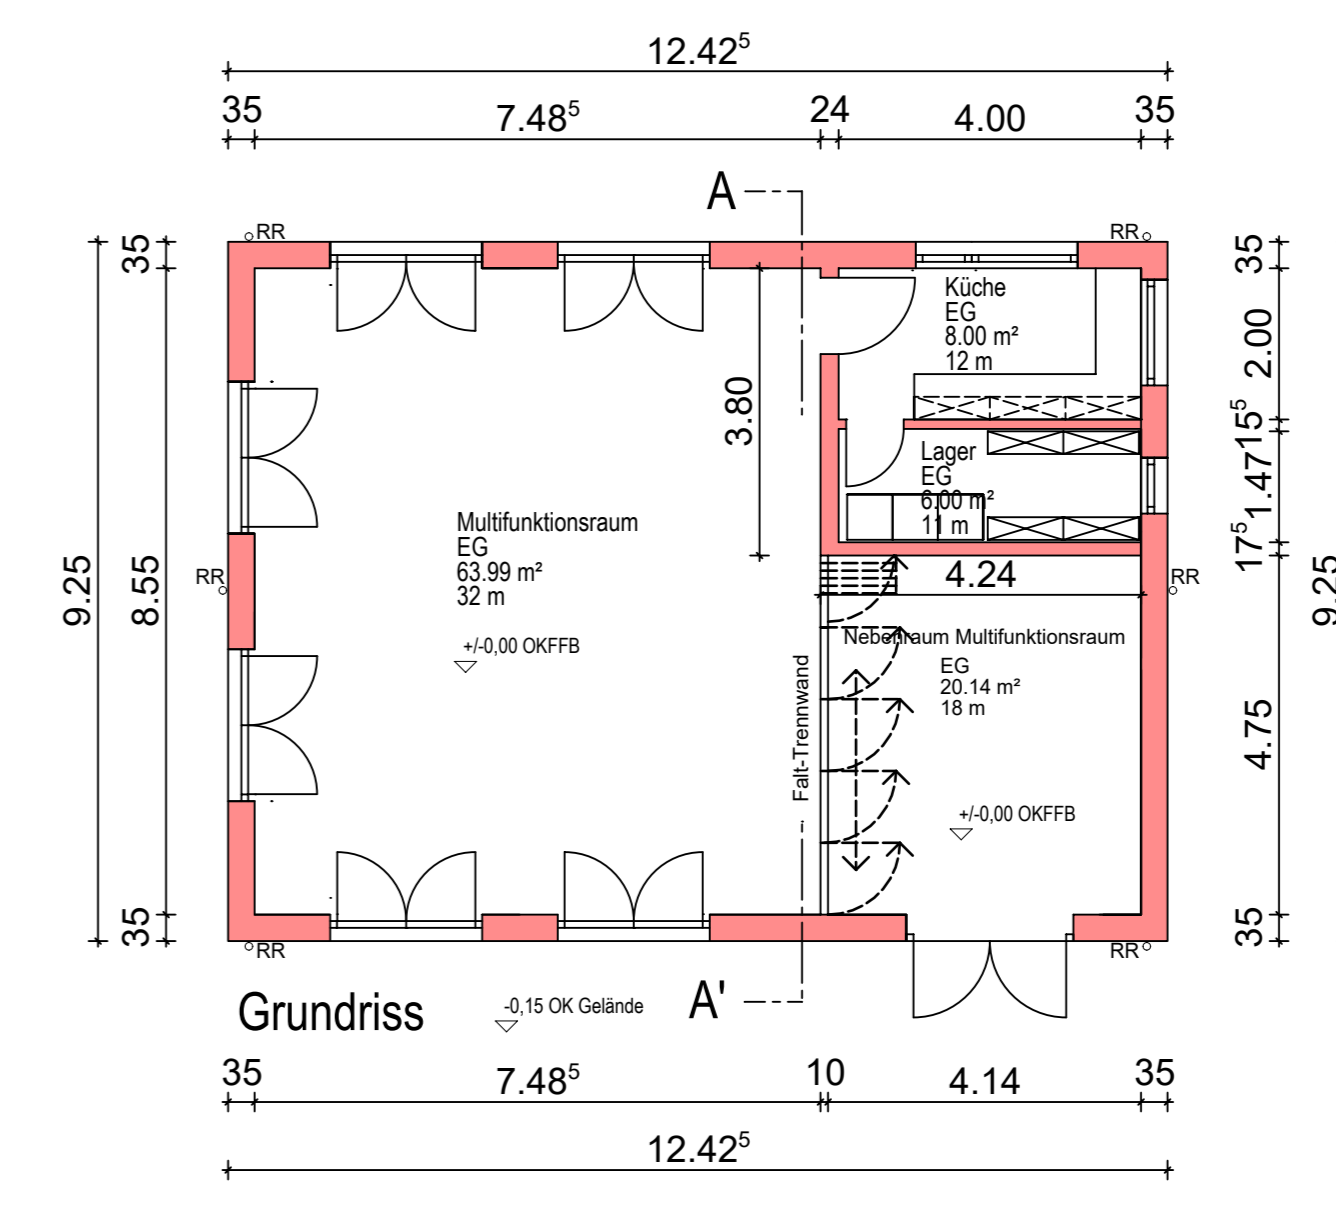 12.42⁵
35 7.48⁵ 24 4.00 35
A
RR RR
35 35
Küche
EG
8.00 m²
12 m
2.00
3.80
15⁵
Lager
EG
6.00 m²
11 m
1.47
17⁵
Multifunktionsraum
EG
63.99 m²
32 m
+/-0,00 OKFFB
9.25 8.55
RR RR
4.24
9.25
Nebenraum Multifunktionsraum
EG
20.14 m²
18 m
Falt-Trennwand
4.75
+/-0,00 OKFFB
35 35
RR RR
Grundriss
-0,15 OK Gelände
A'
35 7.48⁵ 10 4.14 35
12.42⁵